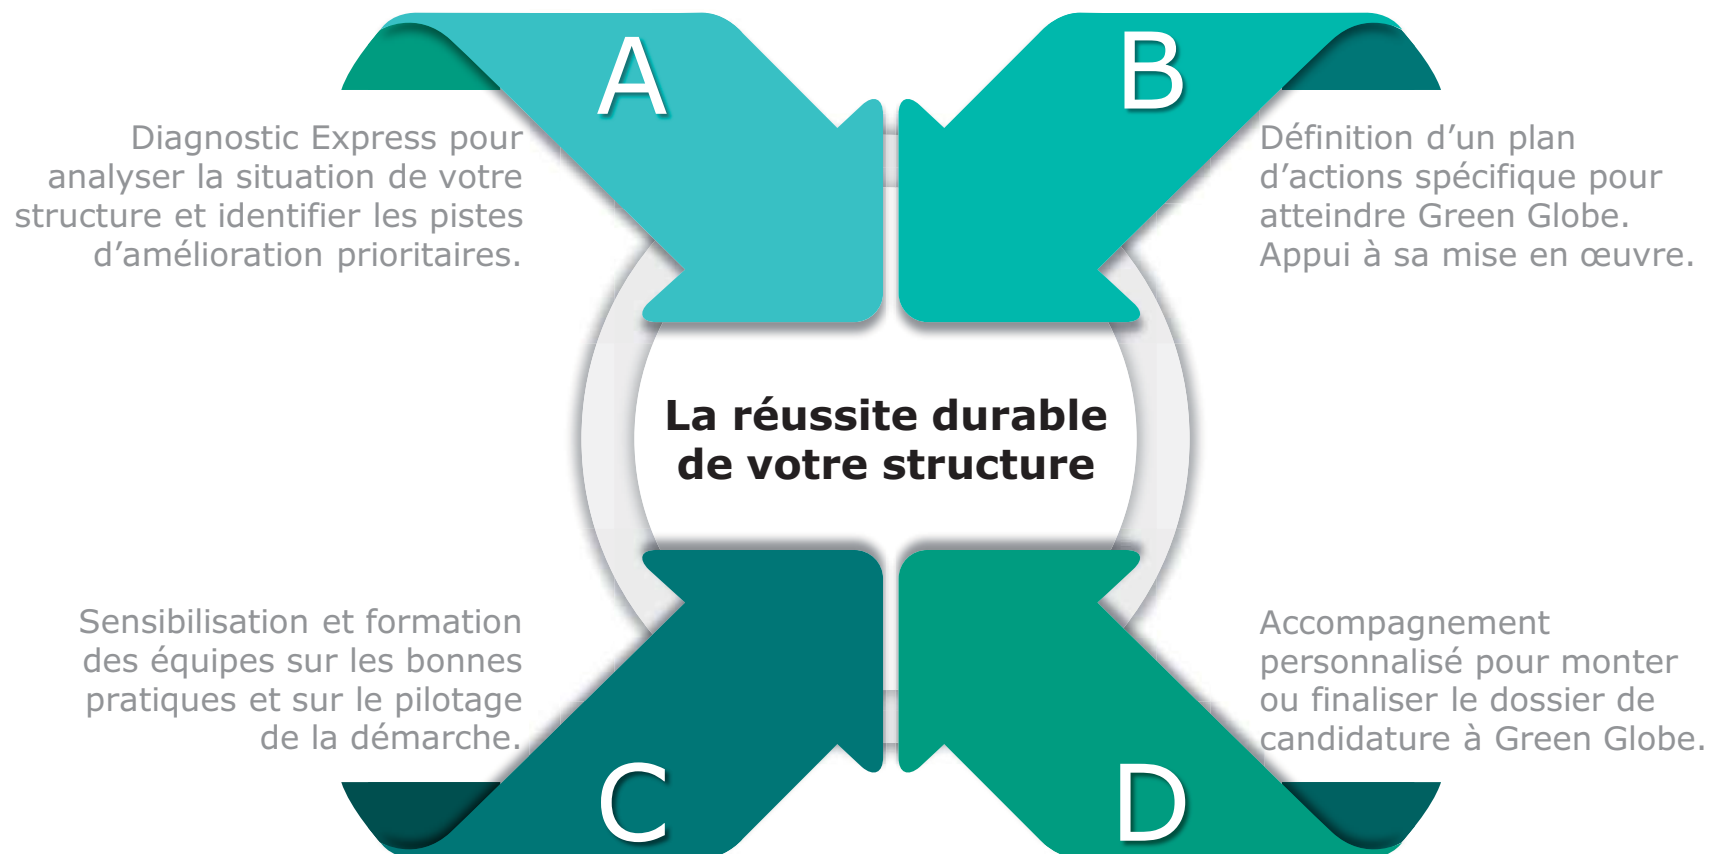 A
Diagnostic Express pour
analyser la situation de votre
structure et identifier les pistes
d’amélioration prioritaires.
B
Définition d’un plan
d’actions spécifique pour
atteindre Green Globe.
Appui à sa mise en œuvre.
La réussite durable
de votre structure
Sensibilisation et formation
des équipes sur les bonnes
pratiques et sur le pilotage
de la démarche.
C
Accompagnement
personnalisé pour monter
ou finaliser le dossier de
candidature à Green Globe.
D